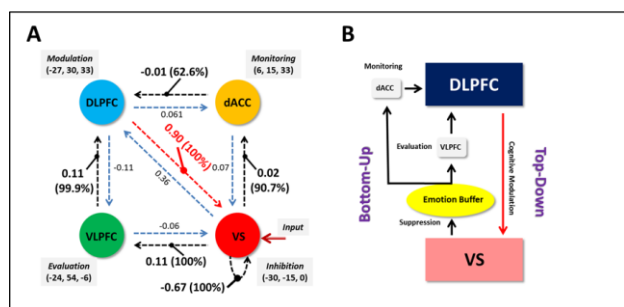 A
Modulation
(-27, 30, 33)
-0.01 (62.6%)
Monitoring
(6, 15, 33)
DLPFC
0.061
dACC
0.90 (100%)
0.11
(99.9%)
-0.11
0.36
0.07
0.02
(90.7%)
VLPFC
-0.06
VS
Input
Evaluation
(-24, 54, -6)
0.11 (100%)
Inhibition
(-30, -15, 0)
-0.67 (100%)
B
Monitoring
dACC
DLPFC
Evaluation
VLPFC
Bottom-Up
Cognitive Modulation
Top-Down
Emotion Buffer
Suppression
VS